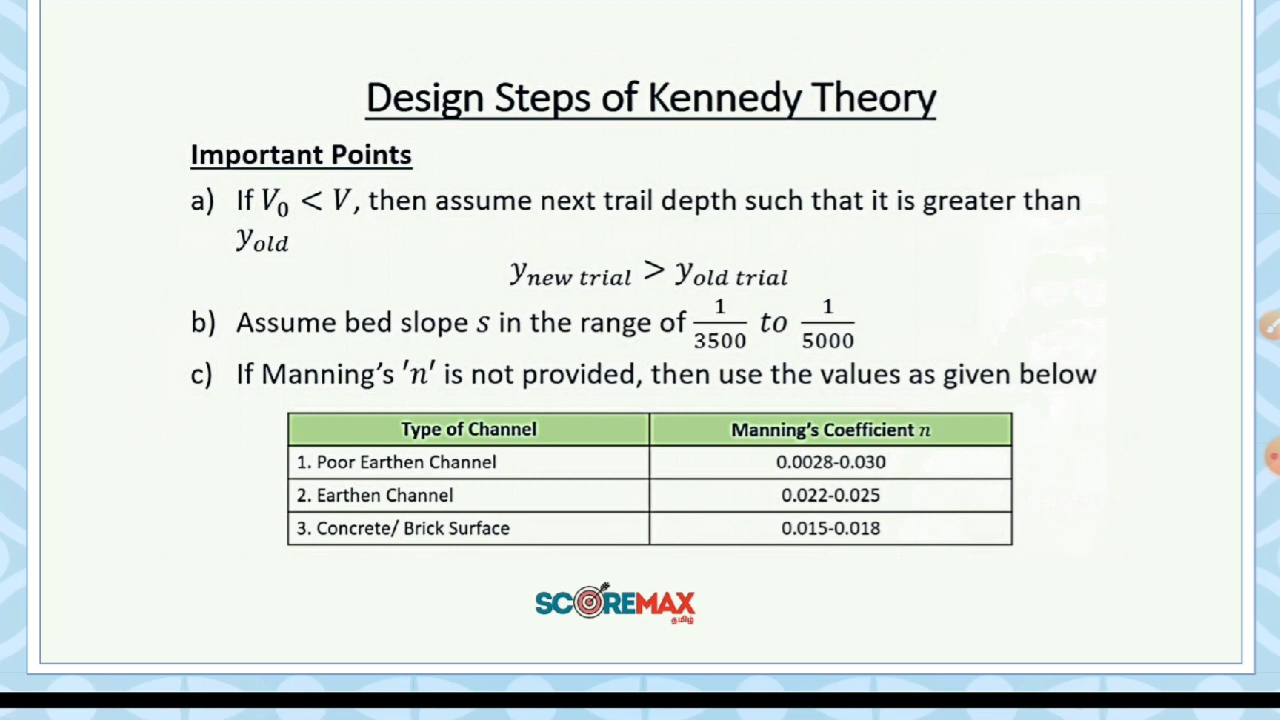 Design Steps of Kennedy Theory
Important Points
a) If V₀ < V, then assume next trail depth such that it is greater than
y_old
y_new trial > y_old trial
b) Assume bed slope s in the range of 1/3500 to 1/5000
c) If Manning's 'n' is not provided, then use the values as given below
Type of Channel Manning's Coefficient n
1. Poor Earthen Channel 0.0028-0.030
2. Earthen Channel 0.022-0.025
3. Concrete/ Brick Surface 0.015-0.018
SCOREMAX
தமிழ்